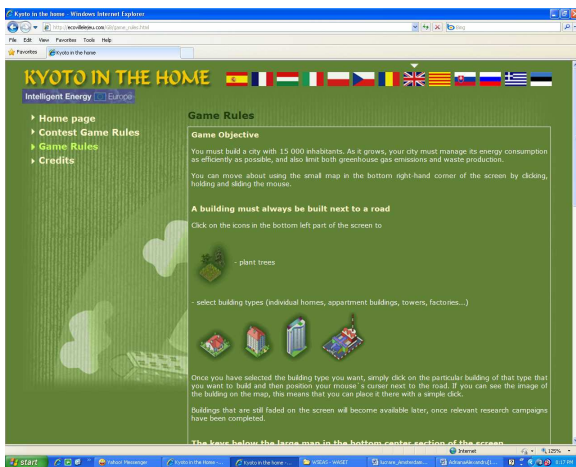 Kyoto in the home - Windows Internet Explorer
Bing
File Edit View Favorites Tools Help
Favorites Kyoto in the home
KYOTO IN THE HOME
Intelligent Energy Europe
Home page
Contest Game Rules
Game Rules
Credits
Game Rules
Game Objective
You must build a city with 15 000 inhabitants. As it grows, your city must manage its energy consumption
as efficiently as possible, and also limit both greenhouse gas emissions and waste production.
You can move about using the small map in the bottom right-hand corner of the screen by clicking,
holding and sliding the mouse.
A building must always be built next to a road
Click on the icons in the bottom left part of the screen to
- plant trees
- select building types (individual homes, appartment buildings, towers, factories...)
Once you have selected the building type you want, simply click on the particular building of that type that
you want to build and then position your mouse`s curser next to the road. If you can see the image of
the bulding on the map, this means that you can place it there with a simple click.
Buildings that are still faded on the screen will become available later, once relevant research campaigns
have been completed.
The keys below the large map in the bottom center section of the screen
Internet 125%
start Yahoo! Messenger Kyoto in the Home - ... Kyoto in the home - ... WSEAS - WASET 8:17 PM